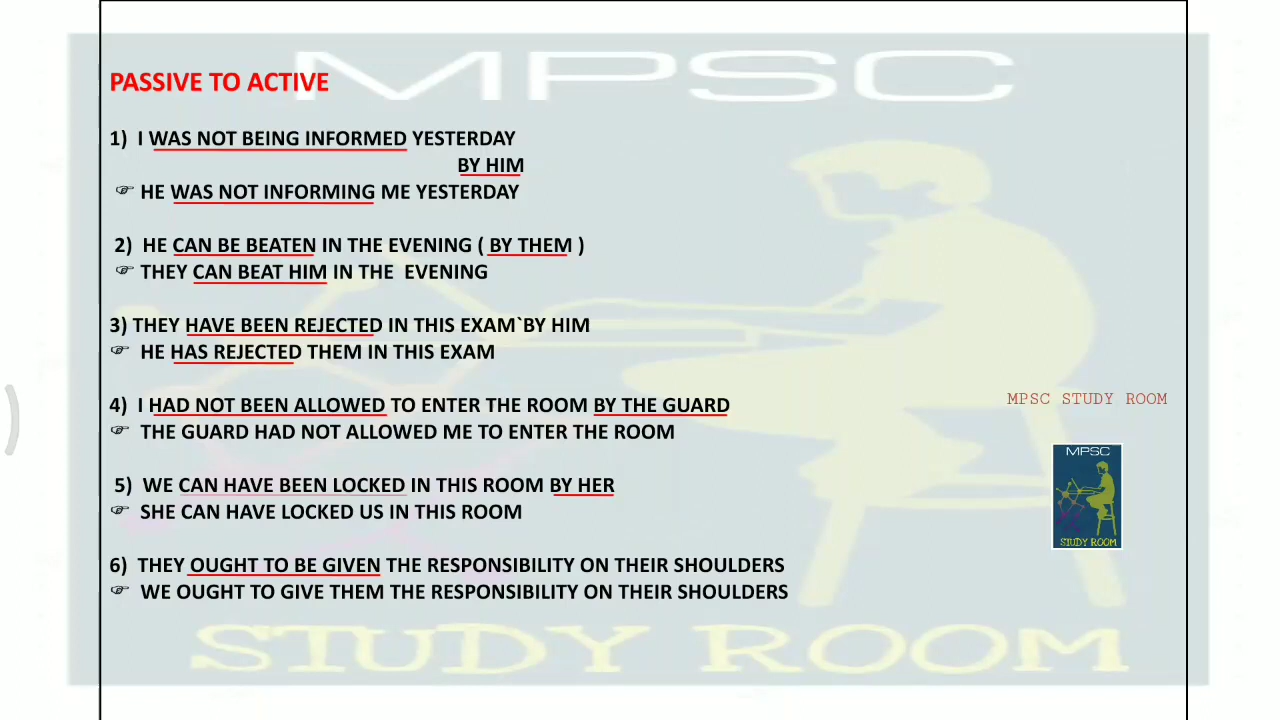 MPSC
PASSIVE TO ACTIVE
1) I WAS NOT BEING INFORMED YESTERDAY
BY HIM
☞ HE WAS NOT INFORMING ME YESTERDAY
2) HE CAN BE BEATEN IN THE EVENING ( BY THEM )
☞ THEY CAN BEAT HIM IN THE EVENING
3) THEY HAVE BEEN REJECTED IN THIS EXAM`BY HIM
☞ HE HAS REJECTED THEM IN THIS EXAM
4) I HAD NOT BEEN ALLOWED TO ENTER THE ROOM BY THE GUARD
☞ THE GUARD HAD NOT ALLOWED ME TO ENTER THE ROOM
5) WE CAN HAVE BEEN LOCKED IN THIS ROOM BY HER
☞ SHE CAN HAVE LOCKED US IN THIS ROOM
6) THEY OUGHT TO BE GIVEN THE RESPONSIBILITY ON THEIR SHOULDERS
☞ WE OUGHT TO GIVE THEM THE RESPONSIBILITY ON THEIR SHOULDERS
STUDY ROOM
MPSC STUDY ROOM
MPSC
STUDY ROOM